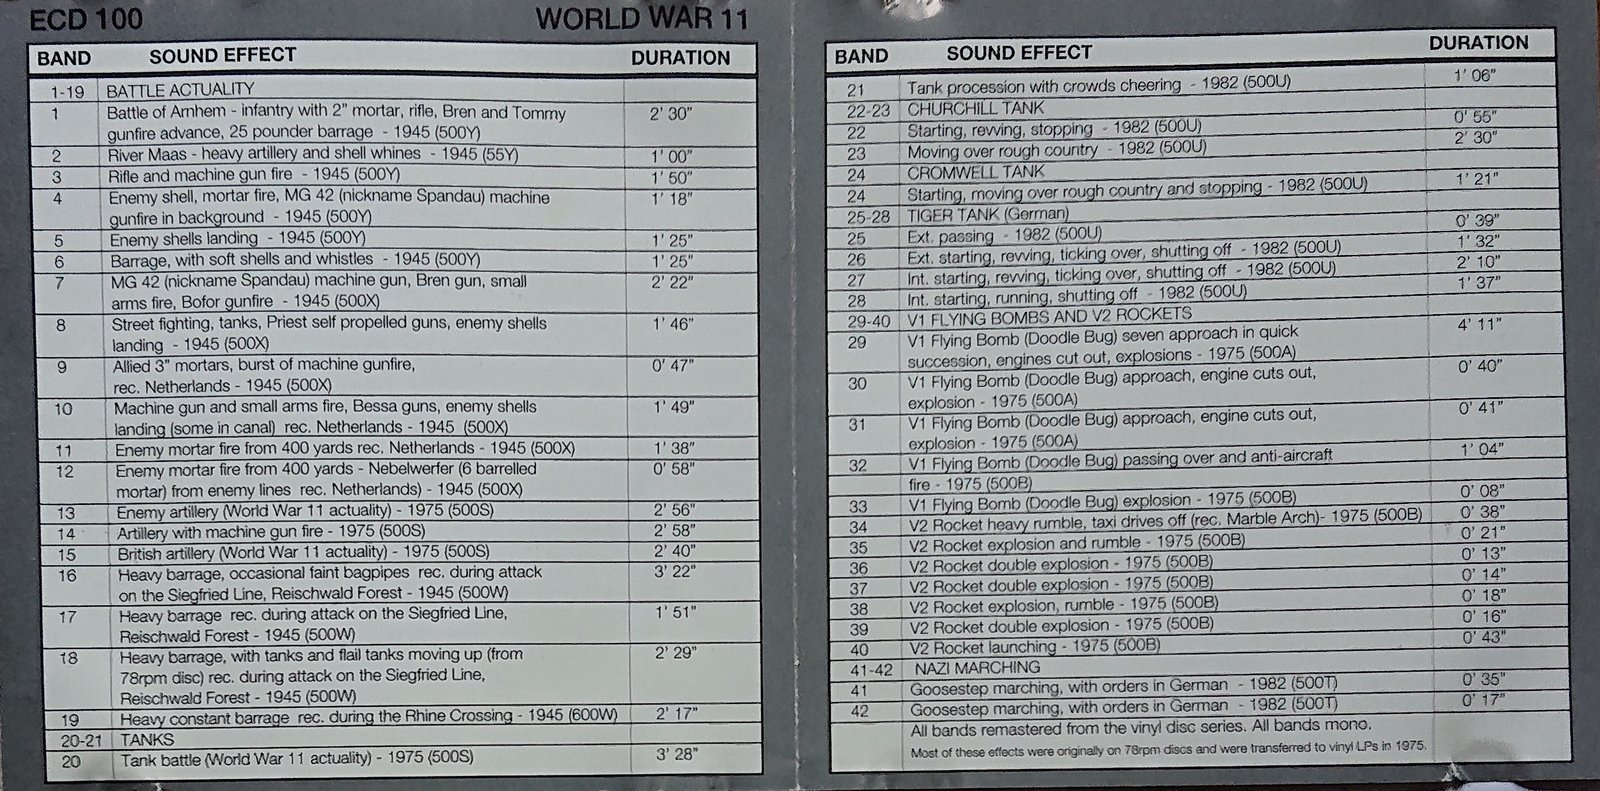 ECD 100 WORLD WAR 11
BAND SOUND EFFECT DURATION
1-19 BATTLE ACTUALITY
1 Battle of Arnhem - infantry with 2" mortar, rifle, Bren and Tommy 2' 30"
gunfire advance, 25 pounder barrage - 1945 (500Y)
2 River Maas - heavy artillery and shell whines - 1945 (55Y) 1' 00"
3 Rifle and machine gun fire - 1945 (500Y) 1' 50"
4 Enemy shell, mortar fire, MG 42 (nickname Spandau) machine 1' 18"
gunfire in background - 1945 (500Y)
5 Enemy shells landing - 1945 (500Y) 1' 25"
6 Barrage, with soft shells and whistles - 1945 (500Y) 1' 25"
7 MG 42 (nickname Spandau) machine gun, Bren gun, small 2' 22"
arms fire, Bofor gunfire - 1945 (500X)
8 Street fighting, tanks, Priest self propelled guns, enemy shells 1' 46"
landing - 1945 (500X)
9 Allied 3" mortars, burst of machine gunfire, 0' 47"
rec. Netherlands - 1945 (500X)
10 Machine gun and small arms fire, Bessa guns, enemy shells 1' 49"
landing (some in canal) rec. Netherlands - 1945 (500X)
11 Enemy mortar fire from 400 yards rec. Netherlands - 1945 (500X) 1' 38"
12 Enemy mortar fire from 400 yards - Nebelwerfer (6 barrelled 0' 58"
mortar) from enemy lines rec. Netherlands) - 1945 (500X)
13 Enemy artillery (World War 11 actuality) - 1975 (500S) 2' 56"
14 Artillery with machine gun fire - 1975 (500S) 2' 58"
15 British artillery (World War 11 actuality) - 1975 (500S) 2' 40"
16 Heavy barrage, occasional faint bagpipes rec. during attack 3' 22"
on the Siegfried Line, Reischwald Forest - 1945 (500W)
17 Heavy barrage rec. during attack on the Siegfried Line, 1' 51"
Reischwald Forest - 1945 (500W)
18 Heavy barrage, with tanks and flail tanks moving up (from 2' 29"
78rpm disc) rec. during attack on the Siegfried Line,
Reischwald Forest - 1945 (500W)
19 Heavy constant barrage rec. during the Rhine Crossing - 1945 (600W) 2' 17"
20-21 TANKS
20 Tank battle (World War 11 actuality) - 1975 (500S) 3' 28"
BAND SOUND EFFECT DURATION
21 Tank procession with crowds cheering - 1982 (500U) 1' 06"
22-23 CHURCHILL TANK
22 Starting, revving, stopping - 1982 (500U) 0' 55"
23 Moving over rough country - 1982 (500U) 2' 30"
24 CROMWELL TANK
24 Starting, moving over rough country and stopping - 1982 (500U) 1' 21"
25-28 TIGER TANK (German)
25 Ext. passing - 1982 (500U) 0' 39"
26 Ext. starting, revving, ticking over, shutting off - 1982 (500U) 1' 32"
27 Int. starting, revving, ticking over, shutting off - 1982 (500U) 2' 10"
28 Int. starting, running, shutting off - 1982 (500U) 1' 37"
29-40 V1 FLYING BOMBS AND V2 ROCKETS
29 V1 Flying Bomb (Doodle Bug) seven approach in quick 4' 11"
succession, engines cut out, explosions - 1975 (500A)
30 V1 Flying Bomb (Doodle Bug) approach, engine cuts out, 0' 40"
explosion - 1975 (500A)
31 V1 Flying Bomb (Doodle Bug) approach, engine cuts out, 0' 41"
explosion - 1975 (500A)
32 V1 Flying Bomb (Doodle Bug) passing over and anti-aircraft 1' 04"
fire - 1975 (500B)
33 V1 Flying Bomb (Doodle Bug) explosion - 1975 (500B) 0' 08"
34 V2 Rocket heavy rumble, taxi drives off (rec. Marble Arch)- 1975 (500B) 0' 38"
35 V2 Rocket explosion and rumble - 1975 (500B) 0' 21"
36 V2 Rocket double explosion - 1975 (500B) 0' 13"
37 V2 Rocket double explosion - 1975 (500B) 0' 14"
38 V2 Rocket explosion, rumble - 1975 (500B) 0' 18"
39 V2 Rocket double explosion - 1975 (500B) 0' 16"
40 V2 Rocket launching - 1975 (500B) 0' 43"
41-42 NAZI MARCHING
41 Goosestep marching, with orders in German - 1982 (500T) 0' 35"
42 Goosestep marching, with orders in German - 1982 (500T) 0' 17"
All bands remastered from the vinyl disc series. All bands mono.
Most of these effects were originally on 78rpm discs and were transferred to vinyl LPs in 1975.